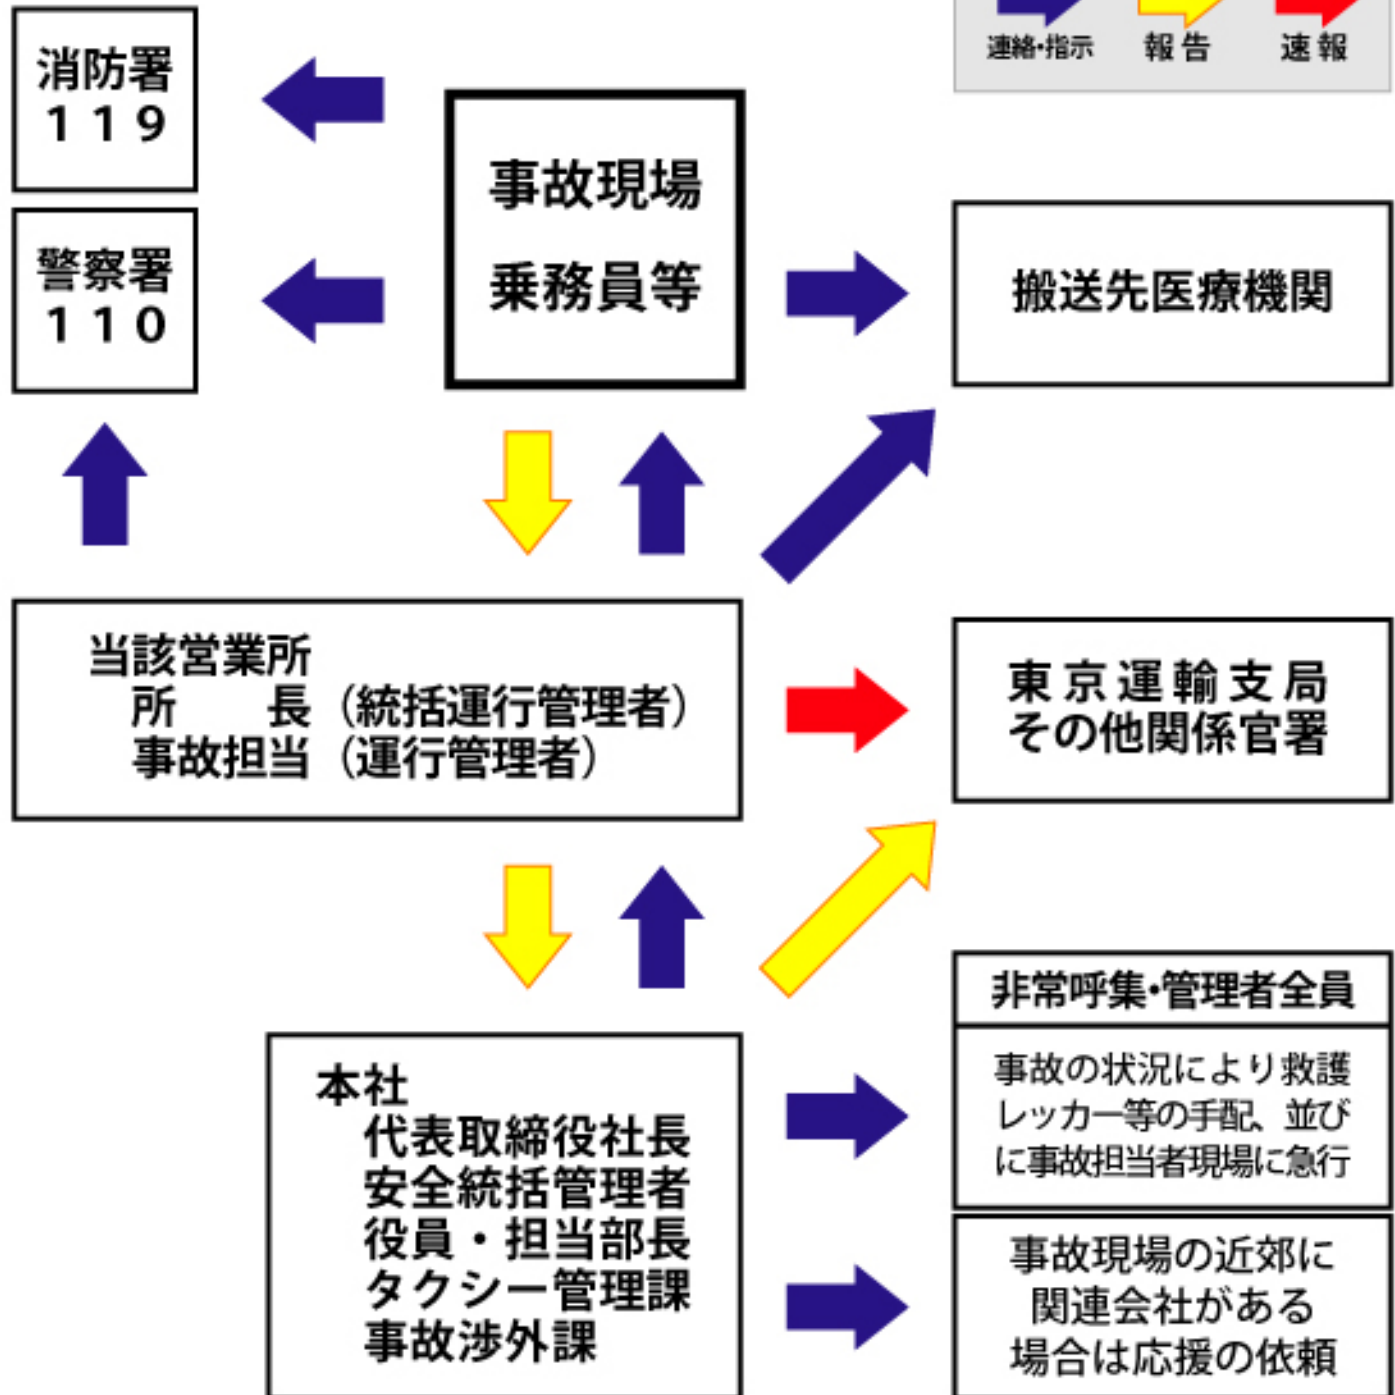 連絡・指示 報告 速報
消防署
119
事故現場
乗務員等
警察署
110
搬送先医療機関
当該営業所
所　　長（統括運行管理者）
事故担当（運行管理者）
東京運輸支局
その他関係官署
本社
代表取締役社長
安全統括管理者
役員・担当部長
タクシー管理課
事故渉外課
非常呼集・管理者全員
事故の状況により救護
レッカー等の手配、並び
に事故担当者現場に急行
事故現場の近郊に
関連会社がある
場合は応援の依頼